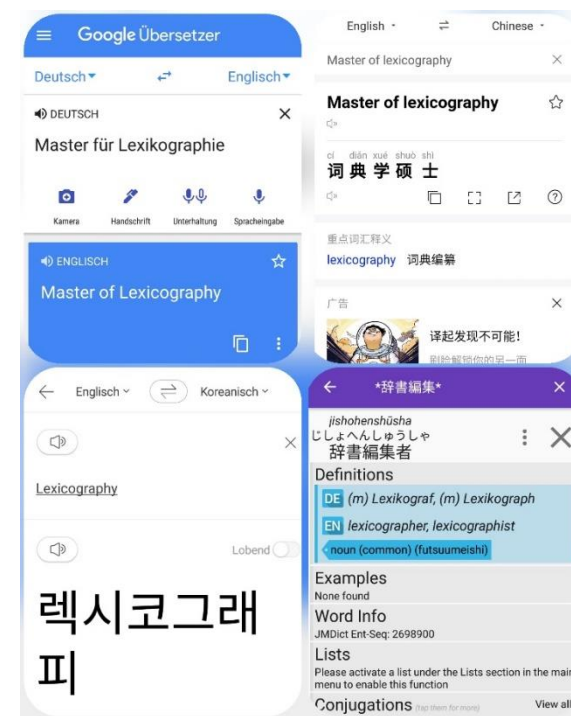 Google Übersetzer
Deutsch
Englisch
DEUTSCH
Master für Lexikographie
Kamera Handschrift Unterhaltung Spracheingabe
ENGLISCH
Master of Lexicography
English
Chinese
Master of lexicography
Master of lexicography
cí diǎn xué shuò shì
词典学硕士
重点词汇释义
lexicography 词典编纂
广告
译起发现不可能!
Englisch
Koreanisch
Lexicography
Lobend
렉시코그래
피
*辞書編集*
jishohenshūsha
じしょへんしゅうしゃ
辞書編集者
Definitions
DE (m) Lexikograf, (m) Lexikograph
EN lexicographer, lexicographist
noun (common) (futsuumeishi)
Examples
None found
Word Info
JMDict Ent-Seq: 2698900
Lists
Please activate a list under the Lists section in the main
menu to enable this function
Conjugations (tap them for more) View all